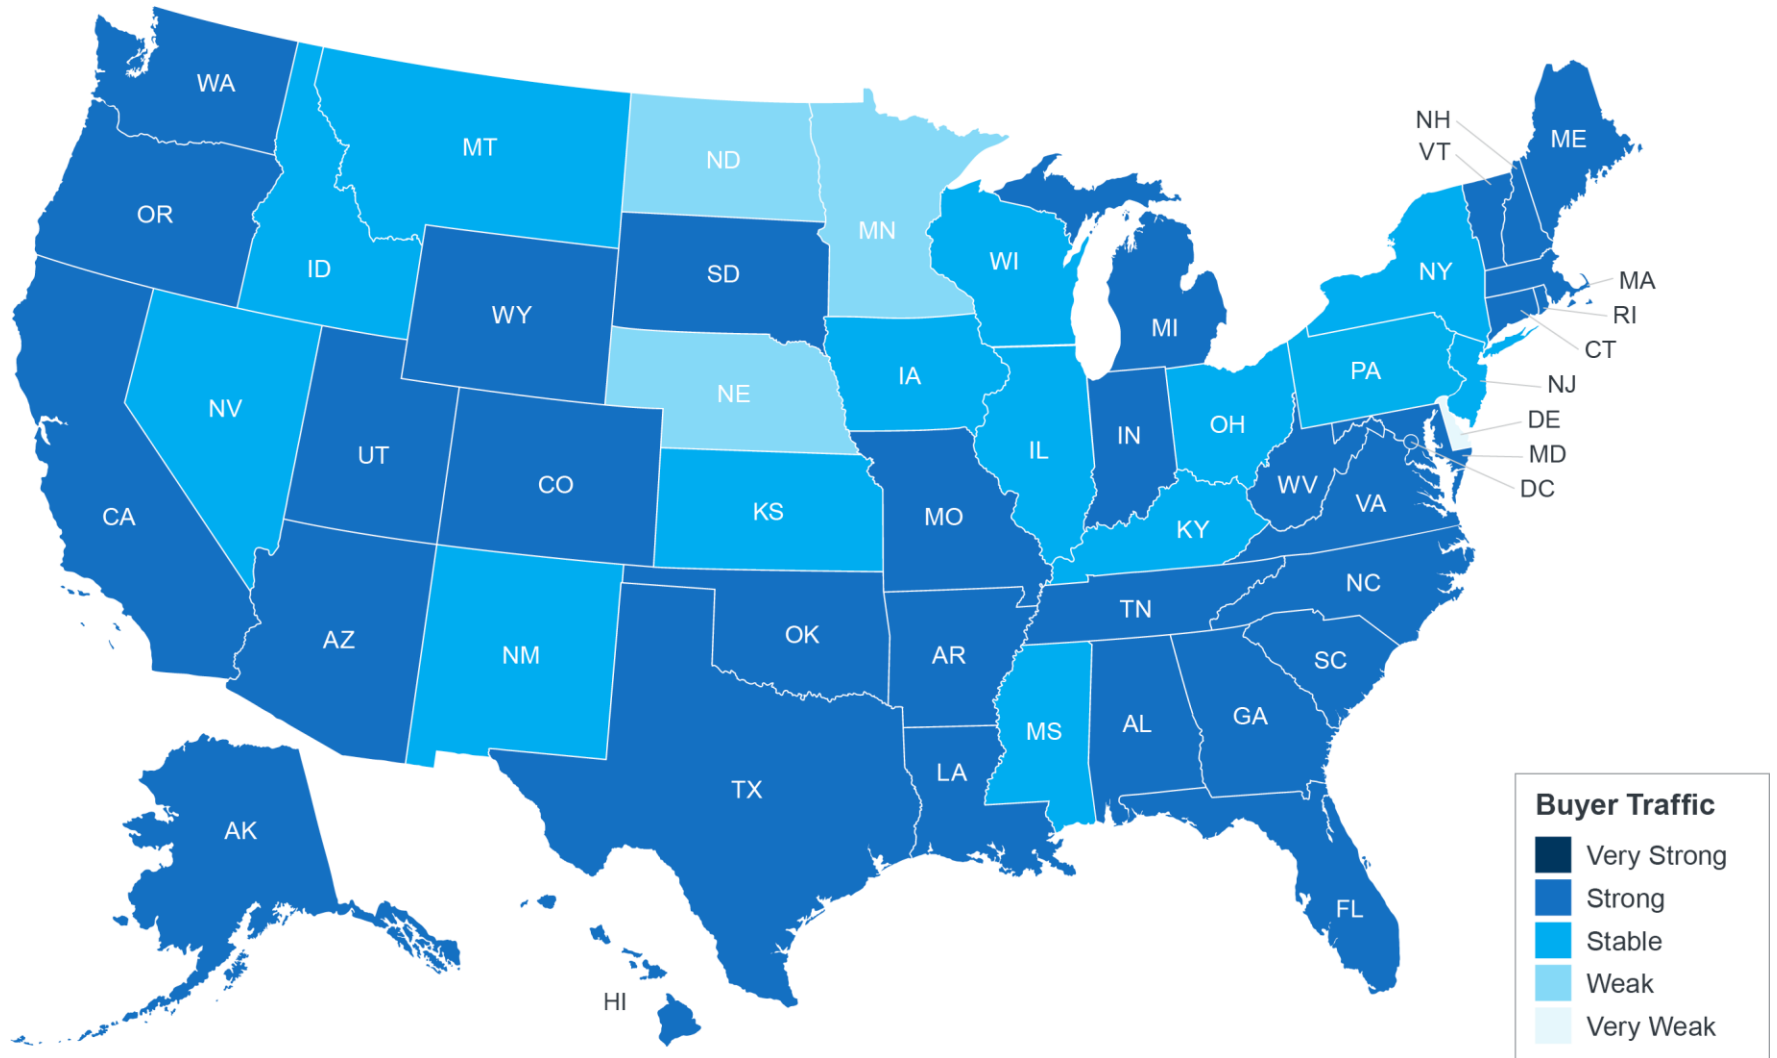 WA
MT
ND
MN
OR
ID
WY
SD
WI
MI
NH
VT
ME
NY
MA
RI
CT
NJ
PA
DE
MD
DC
NV
UT
CO
NE
IA
IL
IN
OH
WV
VA
KY
CA
KS
MO
AZ
NM
OK
AR
TN
NC
SC
TX
LA
MS
AL
GA
FL
AK
HI
Buyer Traffic
Very Strong
Strong
Stable
Weak
Very Weak